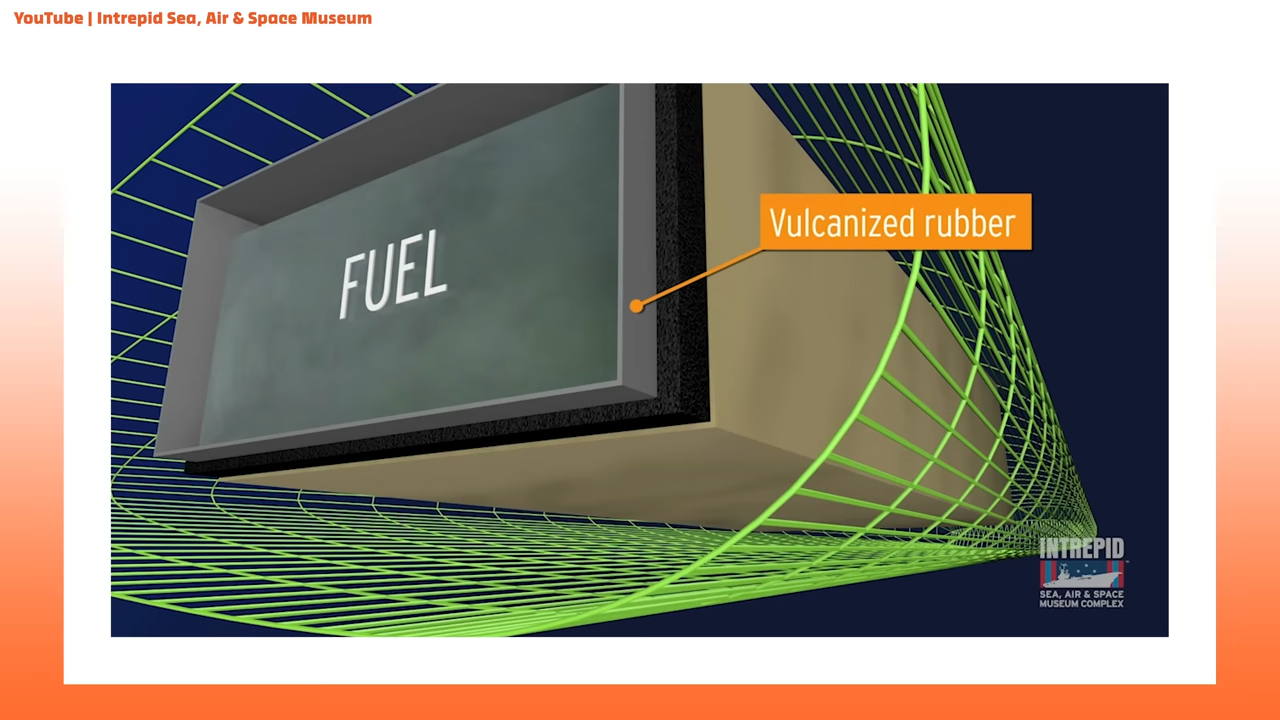 YouTube | Intrepid Sea, Air & Space Museum
FUEL
Vulcanized rubber
INTREPID
SEA, AIR & SPACE
MUSEUM COMPLEX